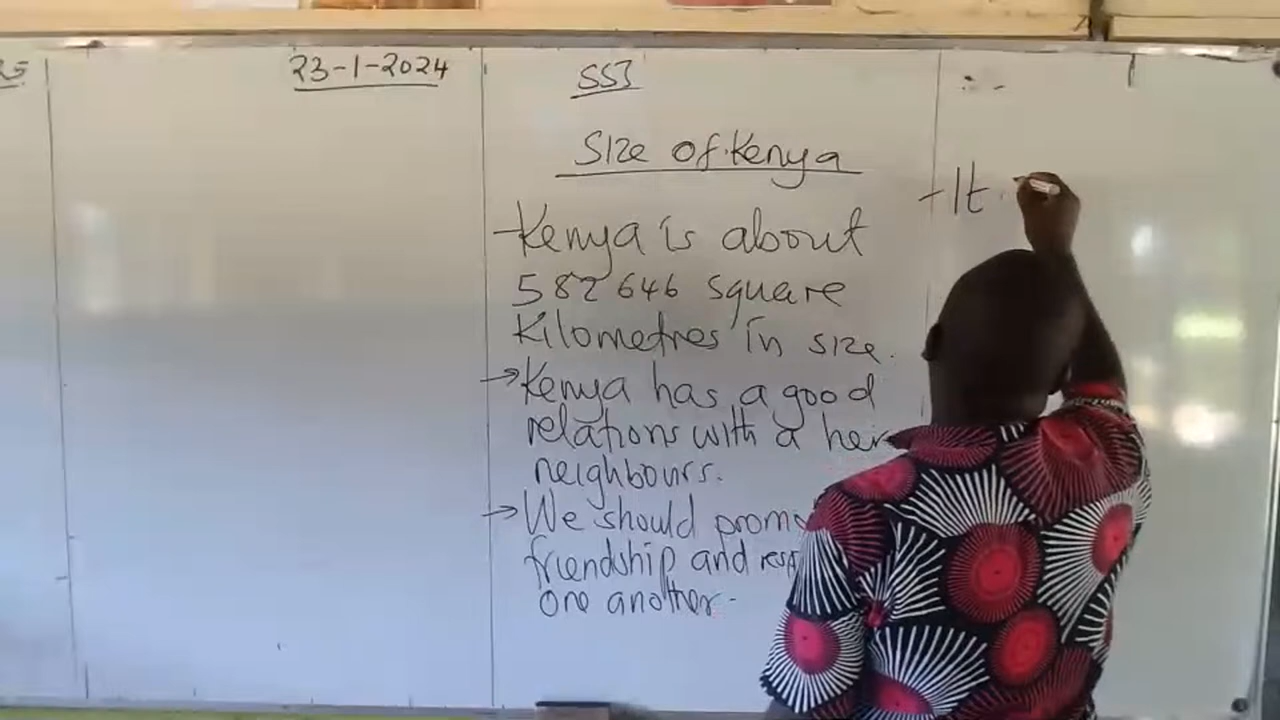 23-1-2024
SST
Size of Kenya
-Kenya is about
582 646 square
Kilometres in size.
→Kenya has a good
relations with a her
neighbours.
→We should
friendship and
one another.
-It